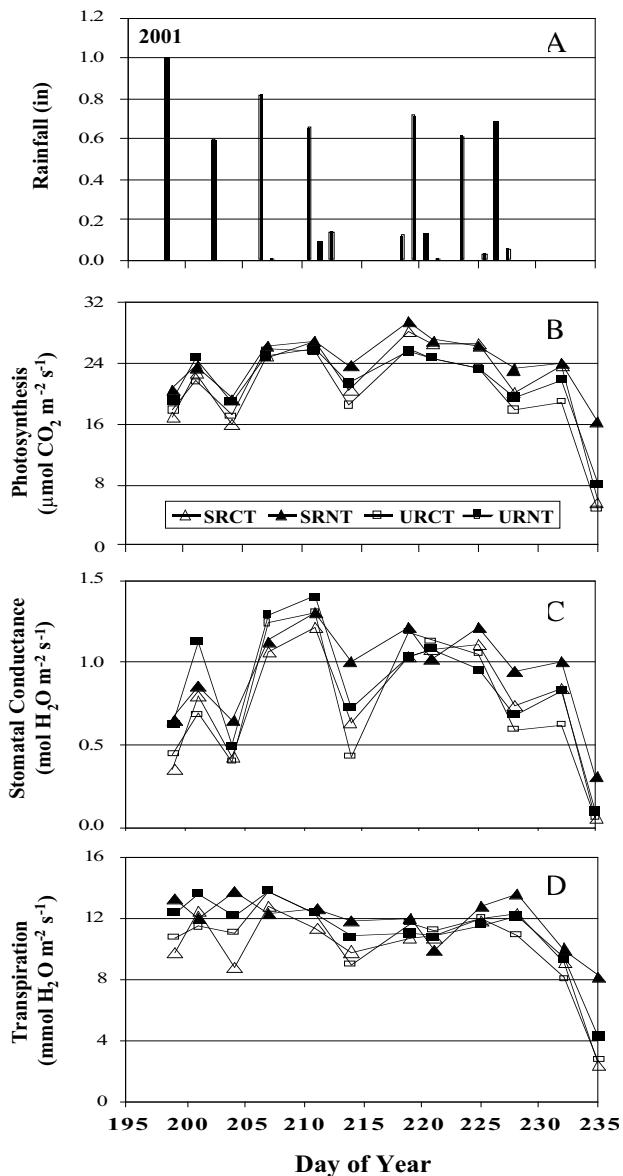 2001
A
1.2
1.0
0.8
0.6
0.4
0.2
0.0
Rainfall (in)
B
32
24
16
8
0
Photosynthesis
(µmol CO₂ m⁻² s⁻¹)
SRCT SRNT URCT URNT
C
1.5
1.0
0.5
0.0
Stomatal Conductance
(mol H₂O m⁻² s⁻¹)
D
16
12
8
4
0
Transpiration
(mmol H₂O m⁻² s⁻¹)
195 200 205 210 215 220 225 230 235
Day of Year